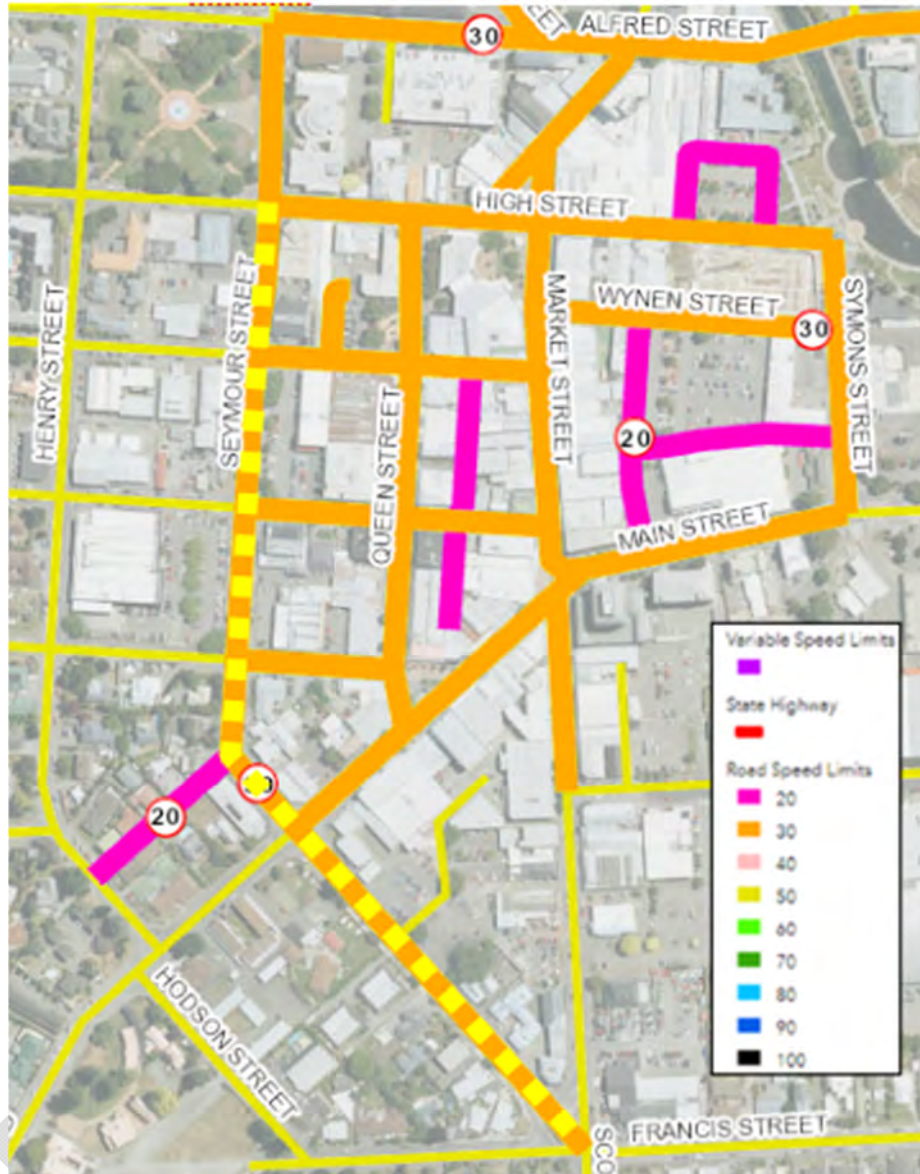 ALFRED STREET
30
HIGH STREET
WYNEN STREET
30
HENRY STREET
SEYMOUR STREET
MARKET STREET
SYMONS STREET
QUEEN STREET
20
MAIN STREET
Variable Speed Limits
State Highway
Road Speed Limits
20
30
40
50
60
70
80
90
100
20
HODSON STREET
FRANCIS STREET